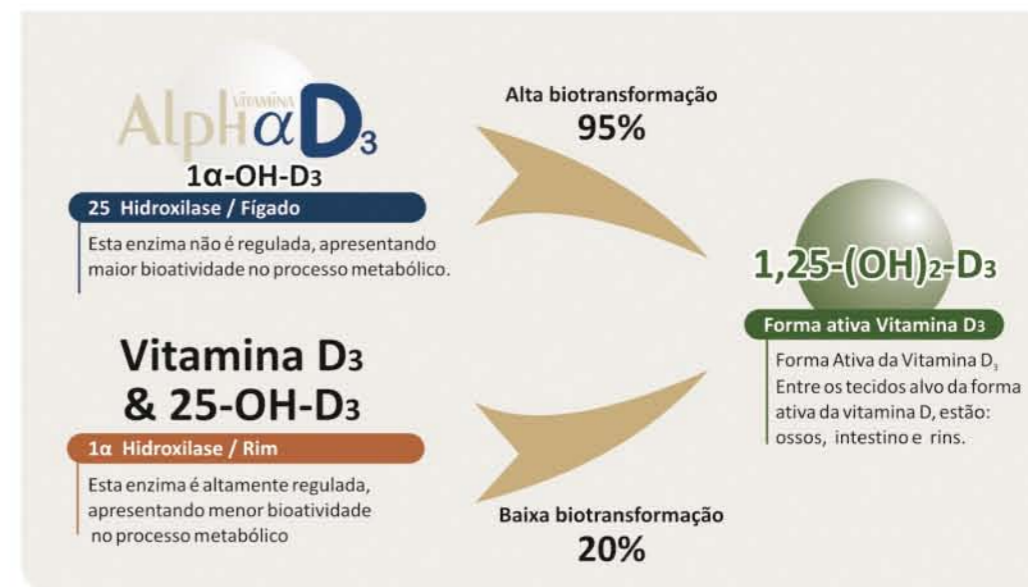 VITAMINA
AlphαD3
1α-OH-D3
25 Hidroxilase / Fígado
Esta enzima não é regulada, apresentando
maior bioatividade no processo metabólico.
Alta biotransformação
95%
Vitamina D3
& 25-OH-D3
1α Hidroxilase / Rim
Esta enzima é altamente regulada,
apresentando menor bioatividade
no processo metabólico
Baixa biotransformação
20%
1,25-(OH)2-D3
Forma ativa Vitamina D3
Forma Ativa da Vitamina D3
Entre os tecidos alvo da forma
ativa da vitamina D, estão:
ossos, intestino e rins.